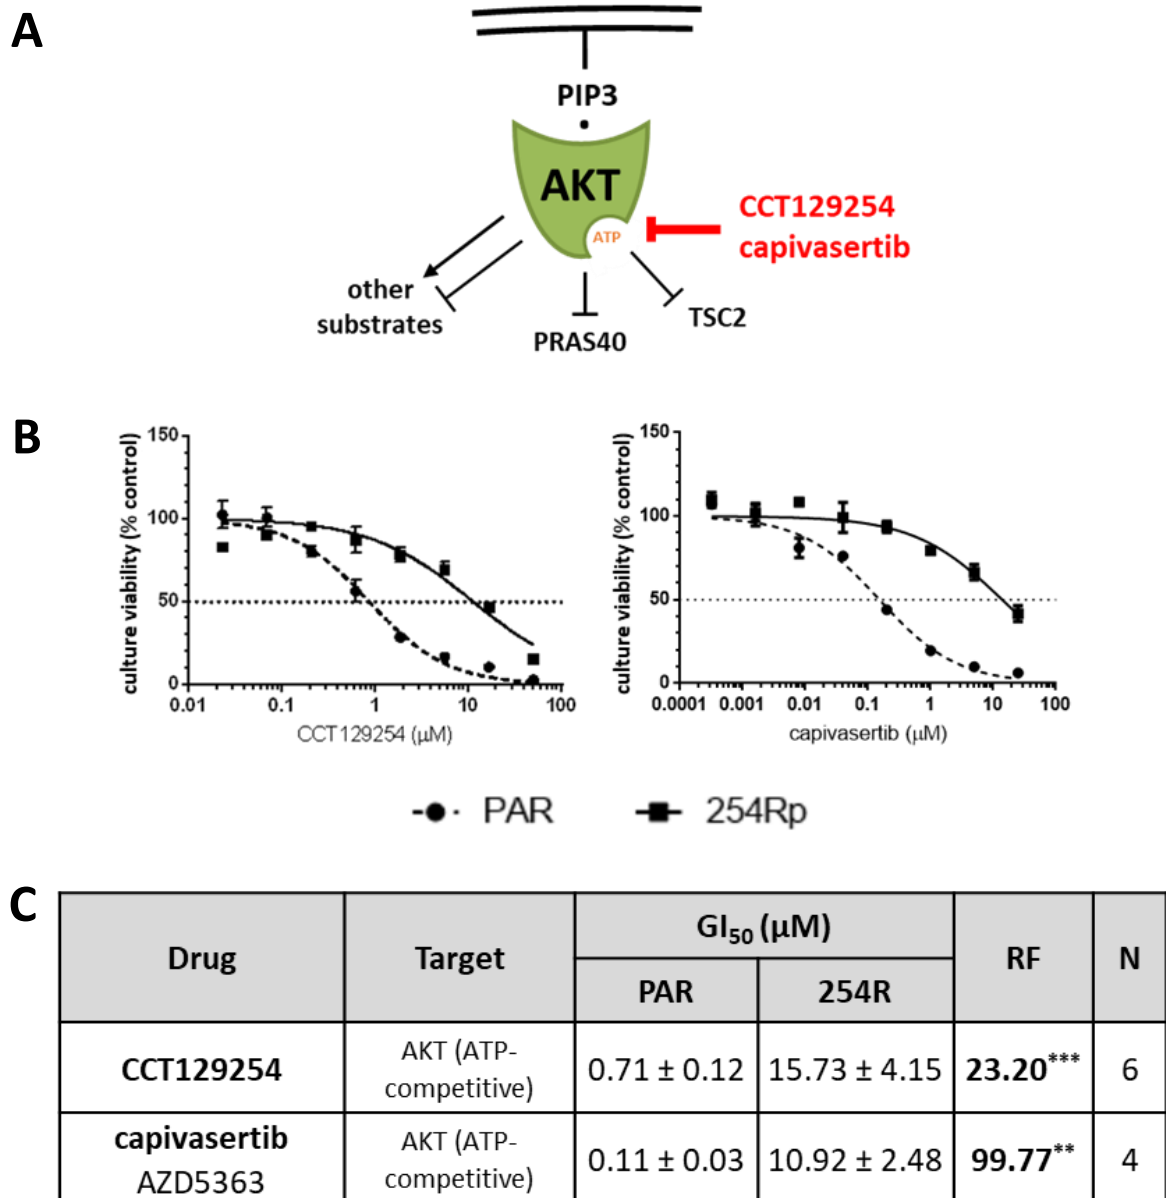 A
PIP3
AKT
ATP
CCT129254
capivasertib
other
substrates
PRAS40
TSC2
B
culture viability (% control)
150
100
50
0
0.01 0.1 1 10 100
CCT129254 (μM)
culture viability (% control)
150
100
50
0
0.0001 0.001 0.01 0.1 1 10 100
capivasertib (μM)
PAR 254Rp
C
Drug Target GI50 (μM) RF N
PAR 254R
CCT129254 AKT (ATP-
competitive) 0.71 ± 0.12 15.73 ± 4.15 23.20*** 6
capivasertib
AZD5363 AKT (ATP-
competitive) 0.11 ± 0.03 10.92 ± 2.48 99.77** 4